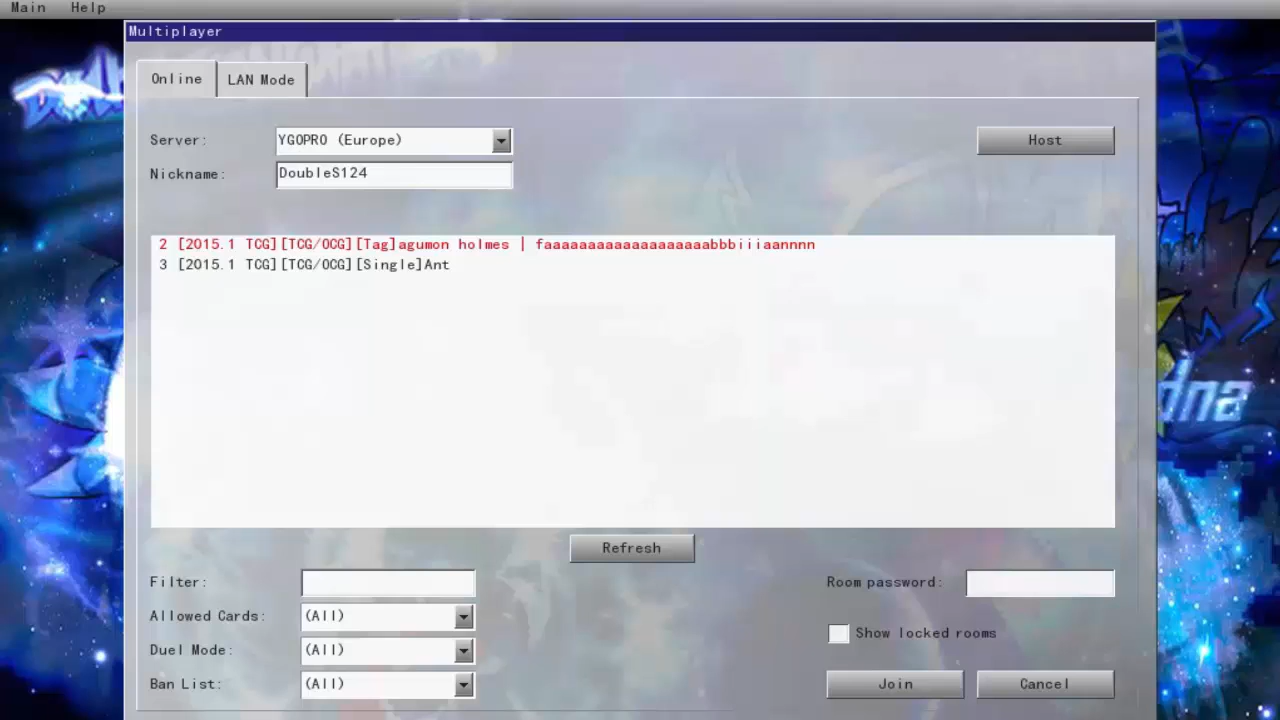 Main Help
Multiplayer
Online LAN Mode
Server: YGOPRO (Europe) Host
Nickname: DoubleS124
2 [2015.1 TCG][TCG/OCG][Tag]agumon holmes | faaaaaaaaaaaaaaaaaaabbbiiiaannnn
3 [2015.1 TCG][TCG/OCG][Single]Ant
dna
Refresh
Filter: Room password:
Allowed Cards: (All) Show locked rooms
Duel Mode: (All)
Ban List: (All) Join Cancel